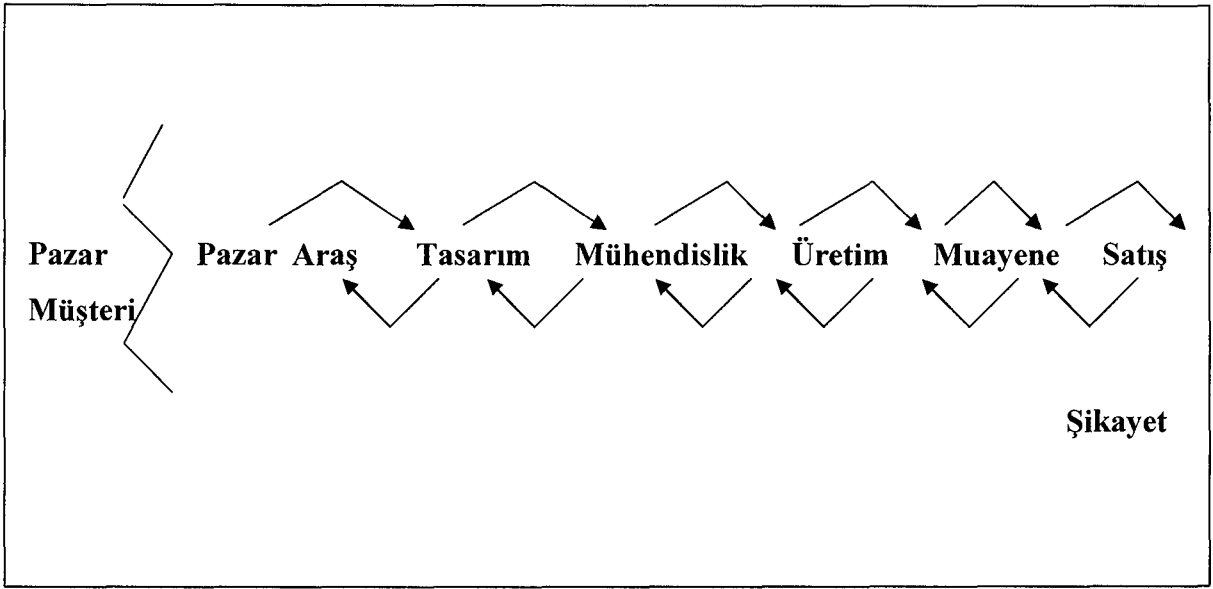 Pazar Pazar Araş Tasarım Mühendislik Üretim Muayene Satış
Müşteri
Şikayet